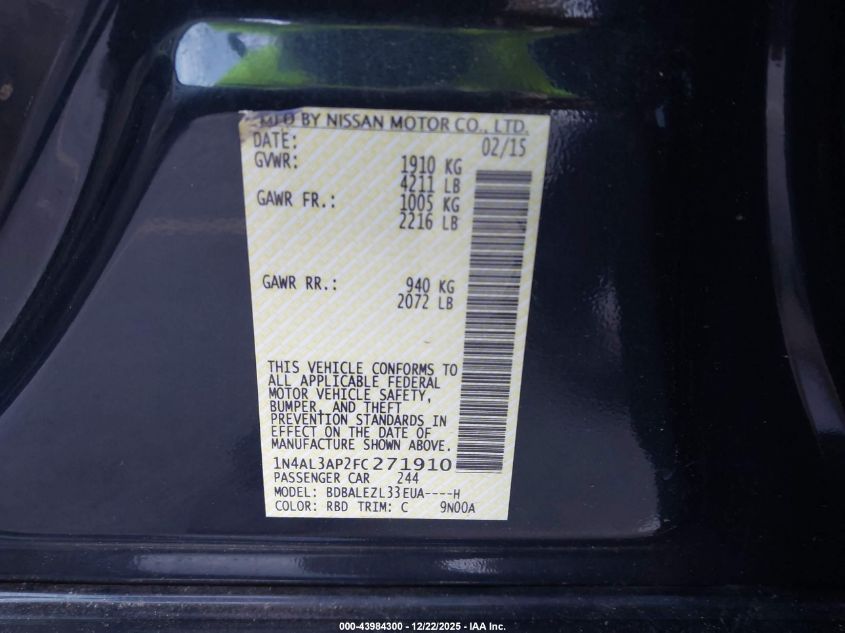 MFD BY NISSAN MOTOR CO., LTD.
DATE: 02/15
GVWR: 1910 KG
4211 LB
GAWR FR.: 1005 KG
2216 LB
GAWR RR.: 940 KG
2072 LB
THIS VEHICLE CONFORMS TO
ALL APPLICABLE FEDERAL
MOTOR VEHICLE SAFETY,
BUMPER, AND THEFT
PREVENTION STANDARDS IN
EFFECT ON THE DATE OF
MANUFACTURE SHOWN ABOVE.
1N4AL3AP2FC271910
PASSENGER CAR 244
MODEL: BDBALEZL33EUA----H
COLOR: RBD TRIM: C 9N00A
000-43984300 - 12/22/2025 - IAA Inc.